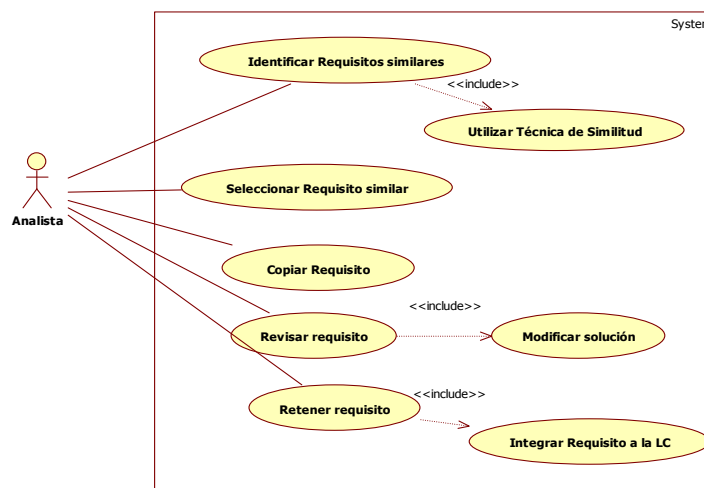 System
Identificar Requisitos similares
<<include>>
Utilizar Técnica de Similitud
Seleccionar Requisito similar
Analista
Copiar Requisito
<<include>>
Revisar requisito
Modificar solución
<<include>>
Retener requisito
Integrar Requisito a la LC